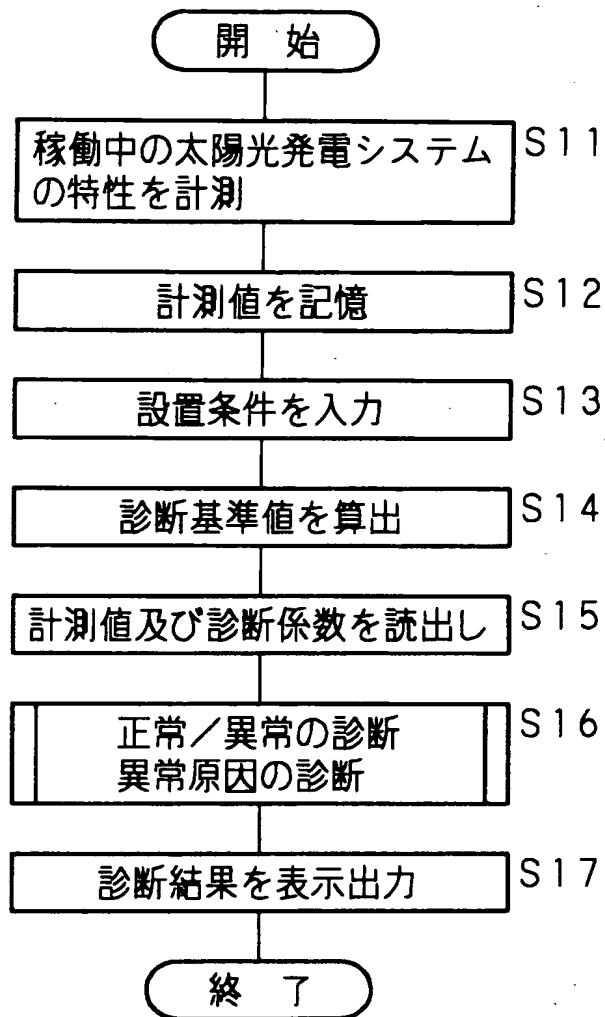 開 始
稼働中の太陽光発電システム
の特性を計測
S11
計測値を記憶
S12
設置条件を入力
S13
診断基準値を算出
S14
計測値及び診断係数を読出し
S15
正常／異常の診断
異常原因の診断
S16
診断結果を表示出力
S17
終 了